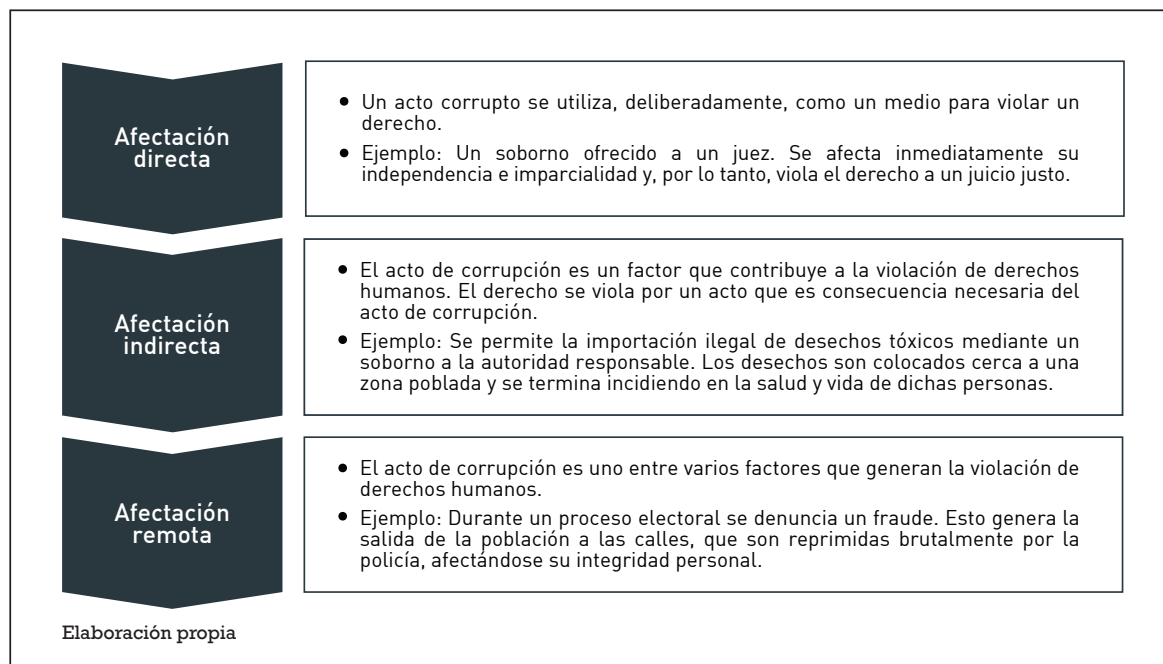 Afectación
directa
• Un acto corrupto se utiliza, deliberadamente, como un medio para violar un
derecho.
• Ejemplo: Un soborno ofrecido a un juez. Se afecta inmediatamente su
independencia e imparcialidad y, por lo tanto, viola el derecho a un juicio justo.
Afectación
indirecta
• El acto de corrupción es un factor que contribuye a la violación de derechos
humanos. El derecho se viola por un acto que es consecuencia necesaria del
acto de corrupción.
• Ejemplo: Se permite la importación ilegal de desechos tóxicos mediante un
soborno a la autoridad responsable. Los desechos son colocados cerca a una
zona poblada y se termina incidiendo en la salud y vida de dichas personas.
Afectación
remota
• El acto de corrupción es uno entre varios factores que generan la violación de
derechos humanos.
• Ejemplo: Durante un proceso electoral se denuncia un fraude. Esto genera la
salida de la población a las calles, que son reprimidas brutalmente por la
policía, afectándose su integridad personal.
Elaboración propia